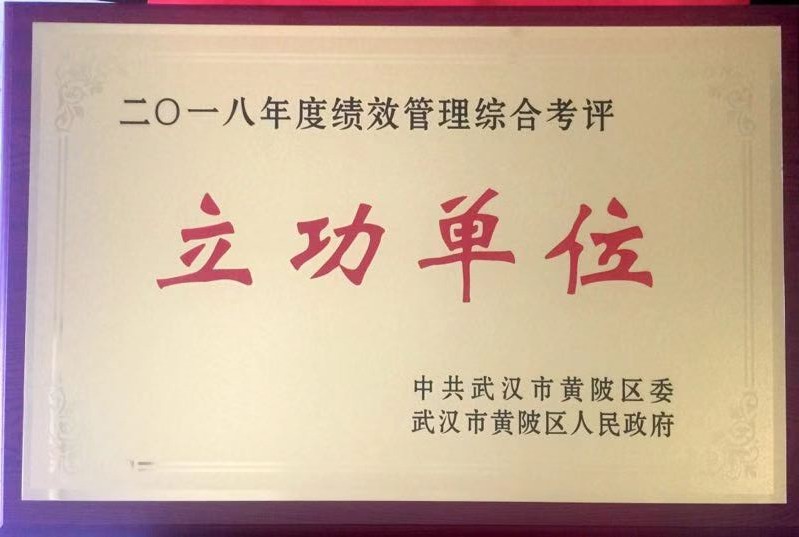 二〇一八年度绩效管理综合考评
立功单位
中共武汉市黄陂区委
武汉市黄陂区人民政府